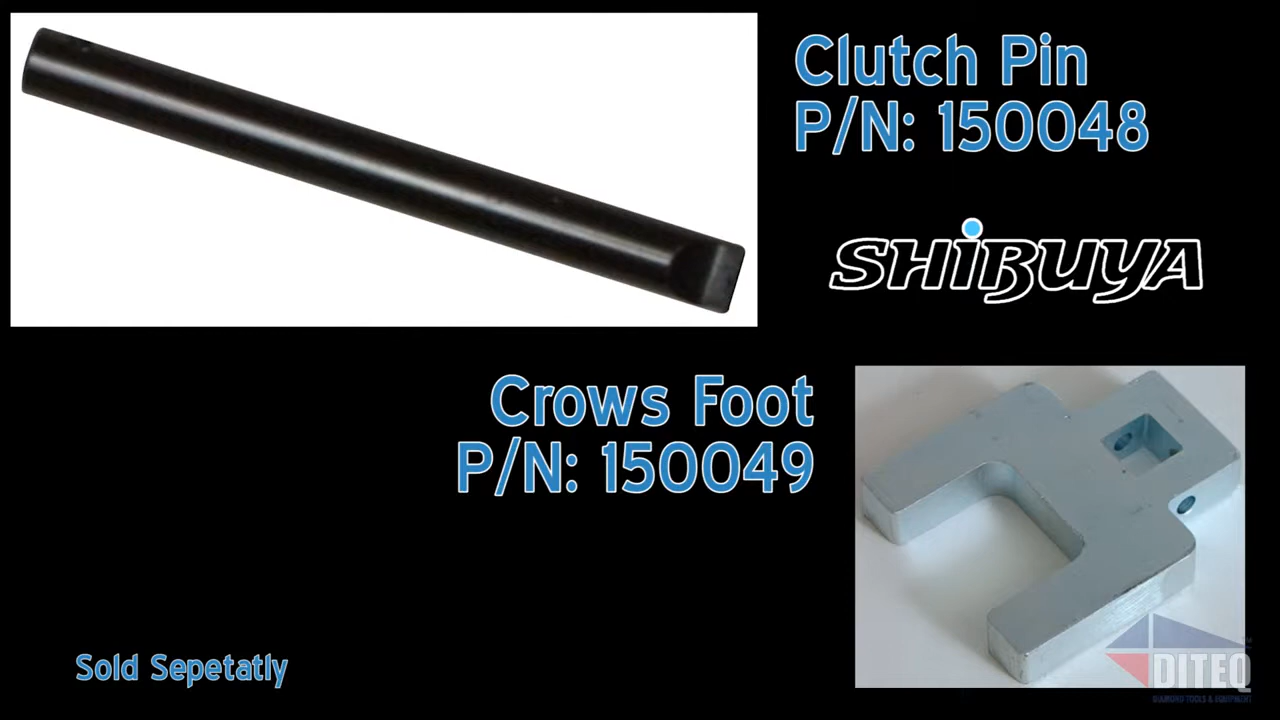 Clutch Pin
P/N: 150048
SHiBUYA
Crows Foot
P/N: 150049
Sold Sepetatly
DITEQ